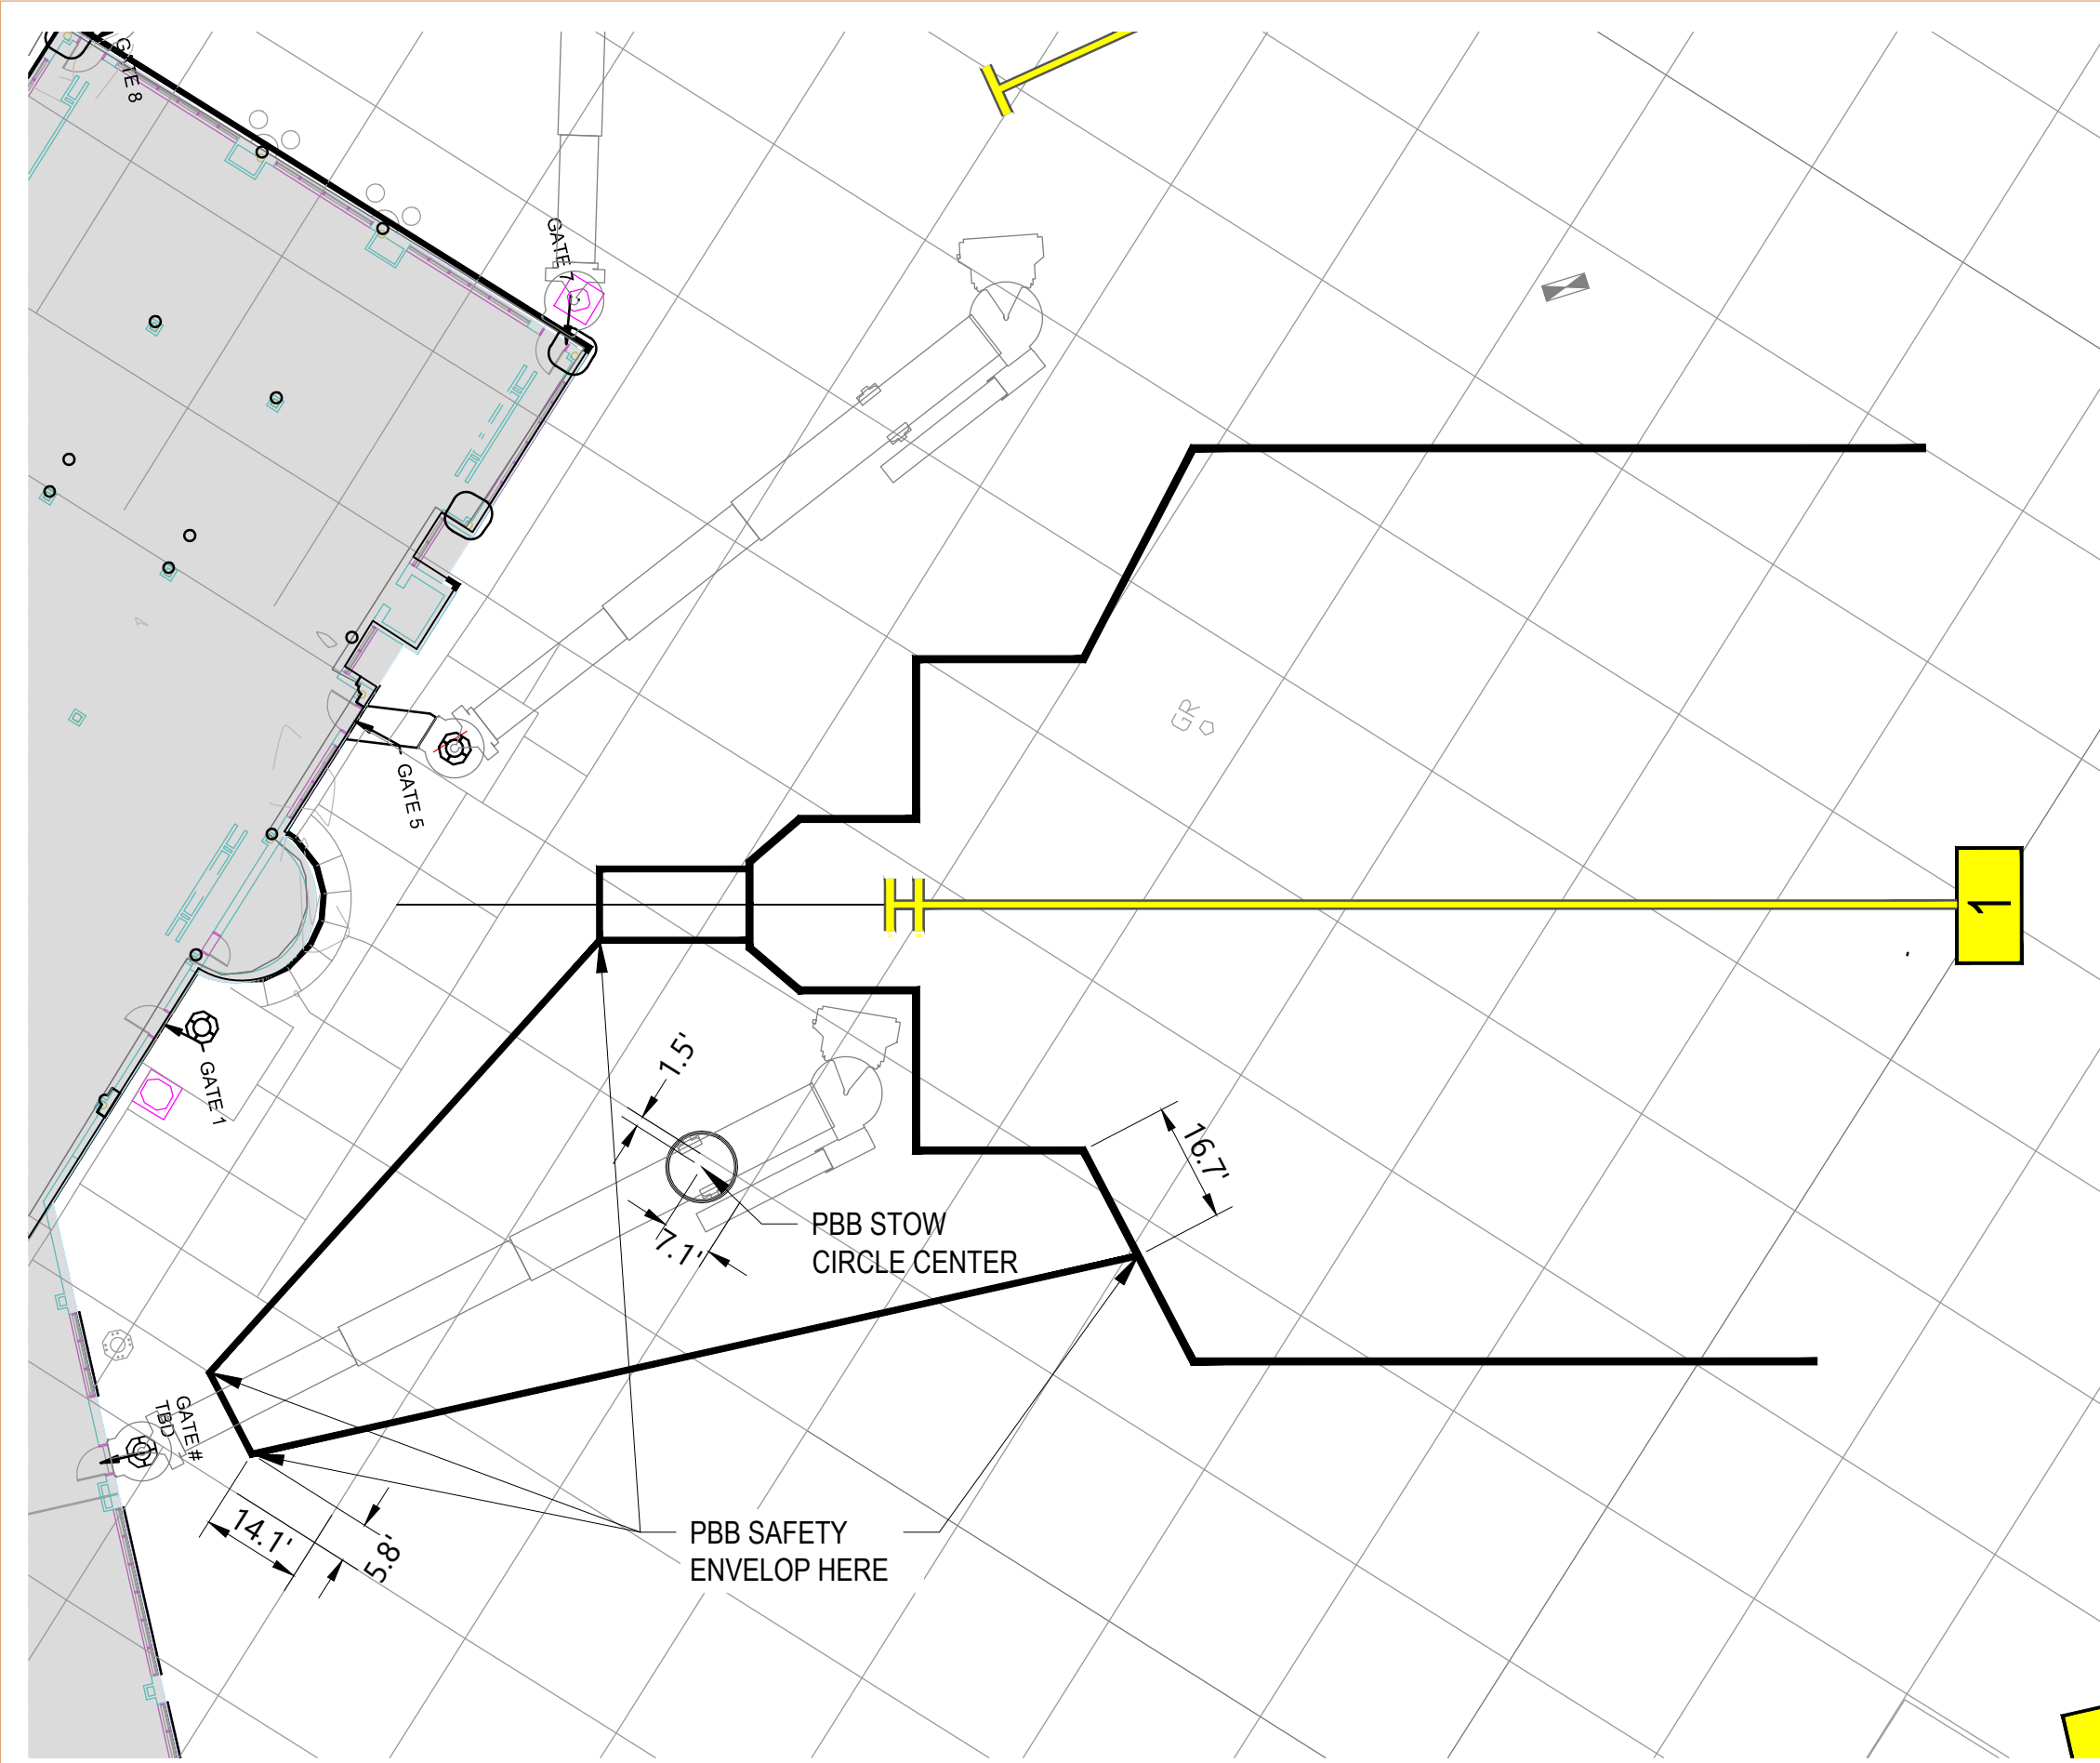 GATE 8
GATE 7
GATE 5
GR
1
GATE 1
1.5'
16.7'
PBB STOW
CIRCLE CENTER
7.1'
GATE #
TBD
14.1'
5.8'
PBB SAFETY
ENVELOP HERE